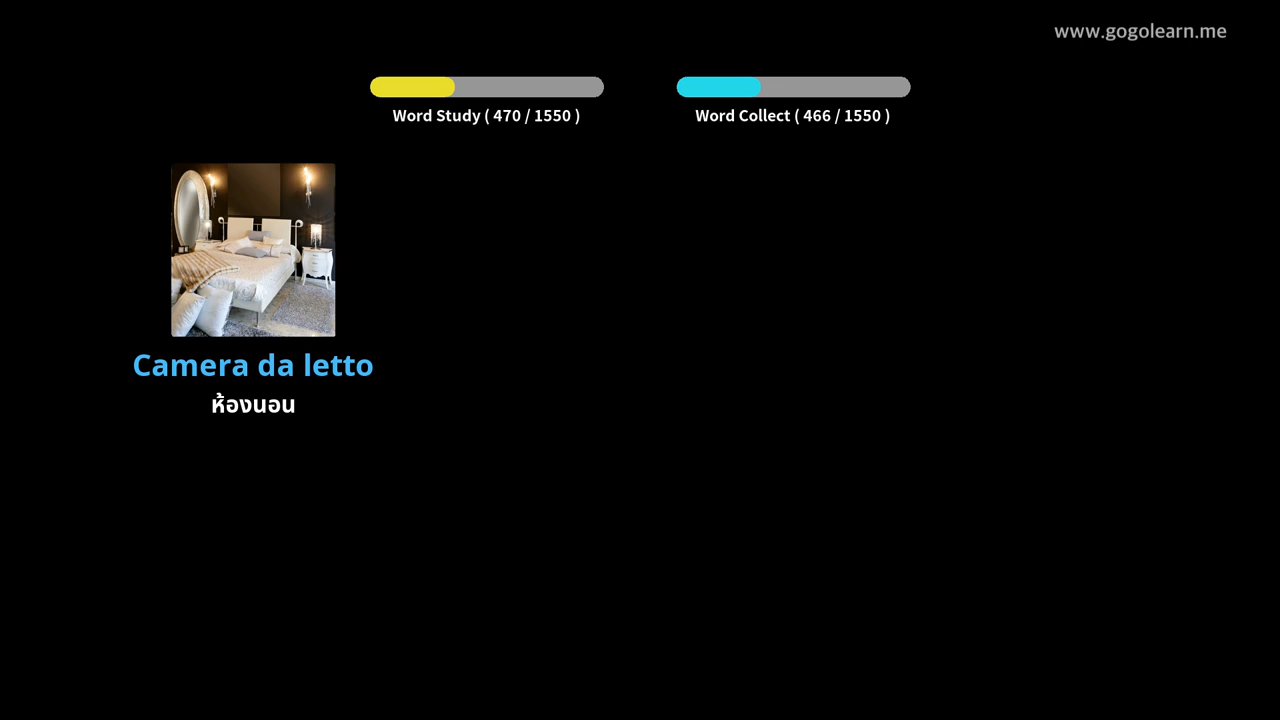 www.gogolearn.me
Word Study ( 470 / 1550 )
Word Collect ( 466 / 1550 )
Camera da letto
ห้องนอน